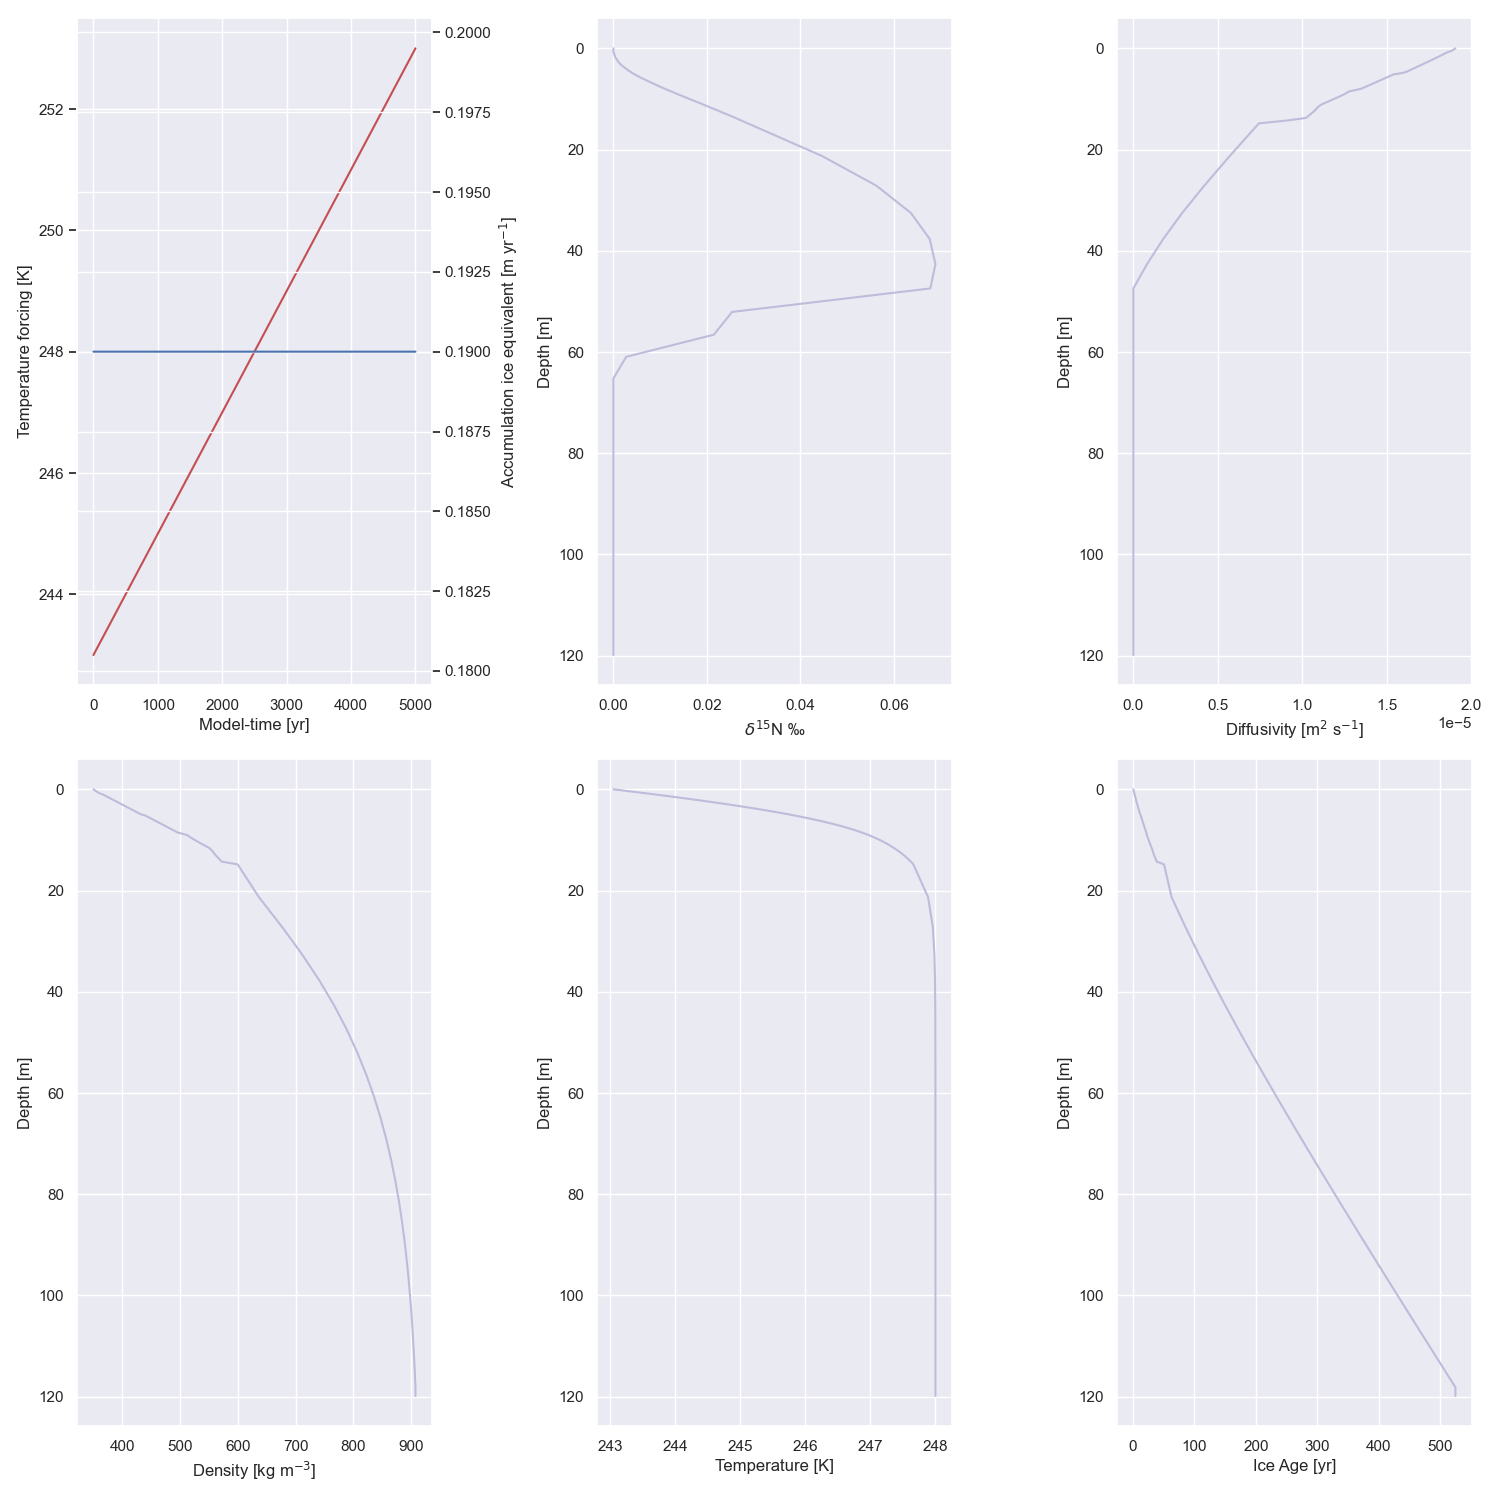 252
250
248
246
244
Temperature forcing [K]
0.2000
0.1975
0.1950
0.1925
0.1900
0.1875
0.1850
0.1825
0.1800
Accumulation ice equivalent [m yr⁻¹]
0 1000 2000 3000 4000 5000
Model-time [yr]
0
20
40
60
80
100
120
Depth [m]
0.00 0.02 0.04 0.06
δ¹⁵N ‰
0
20
40
60
80
100
120
Depth [m]
0.0 0.5 1.0 1.5 2.0
1e−5
Diffusivity [m² s⁻¹]
0
20
40
60
80
100
120
Depth [m]
400 500 600 700 800 900
Density [kg m⁻³]
0
20
40
60
80
100
120
Depth [m]
243 244 245 246 247 248
Temperature [K]
0
20
40
60
80
100
120
Depth [m]
0 100 200 300 400 500
Ice Age [yr]